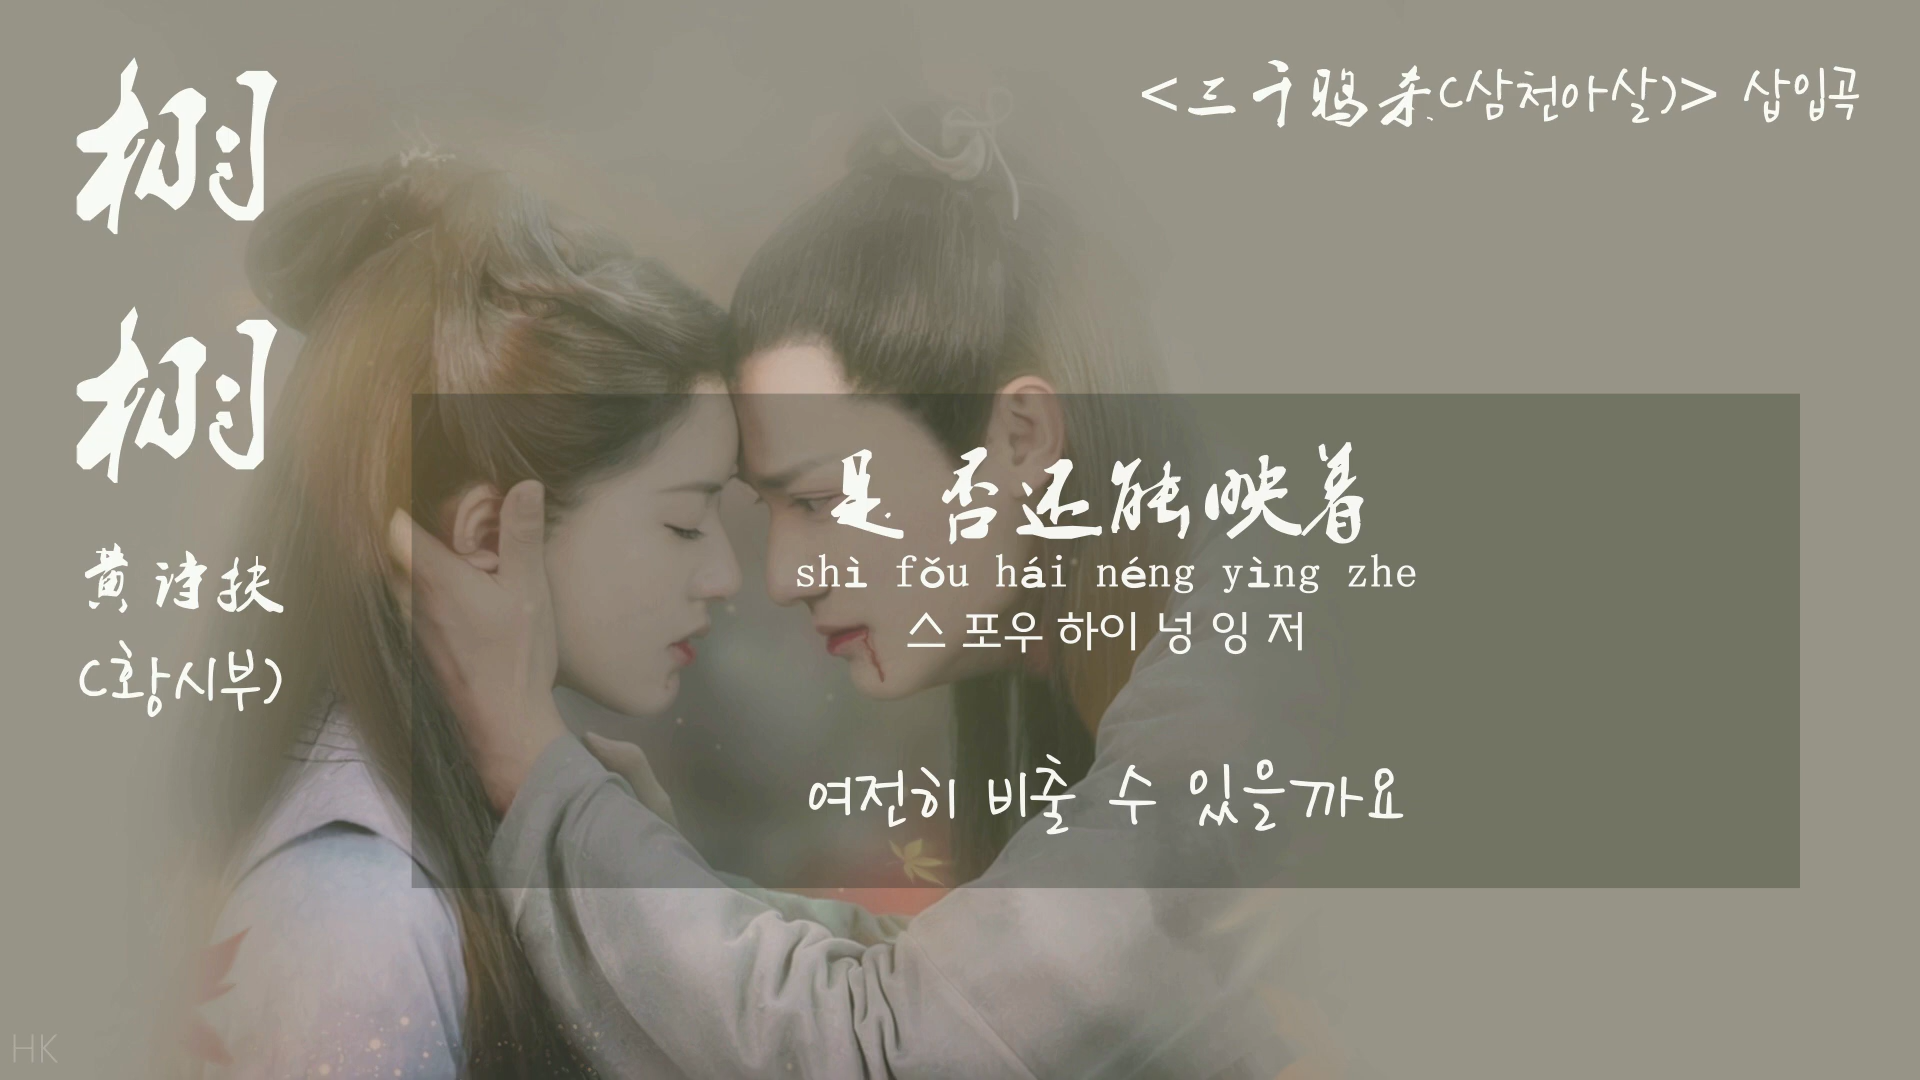 栩
栩
黄诗扶
(황시부)
<三千鸦杀(삼천아살)> 삽입곡
是否还能映着
shì fǒu hái néng yìng zhe
스 포우 하이 넝 잉 저
여전히 비출 수 있을까요
HK